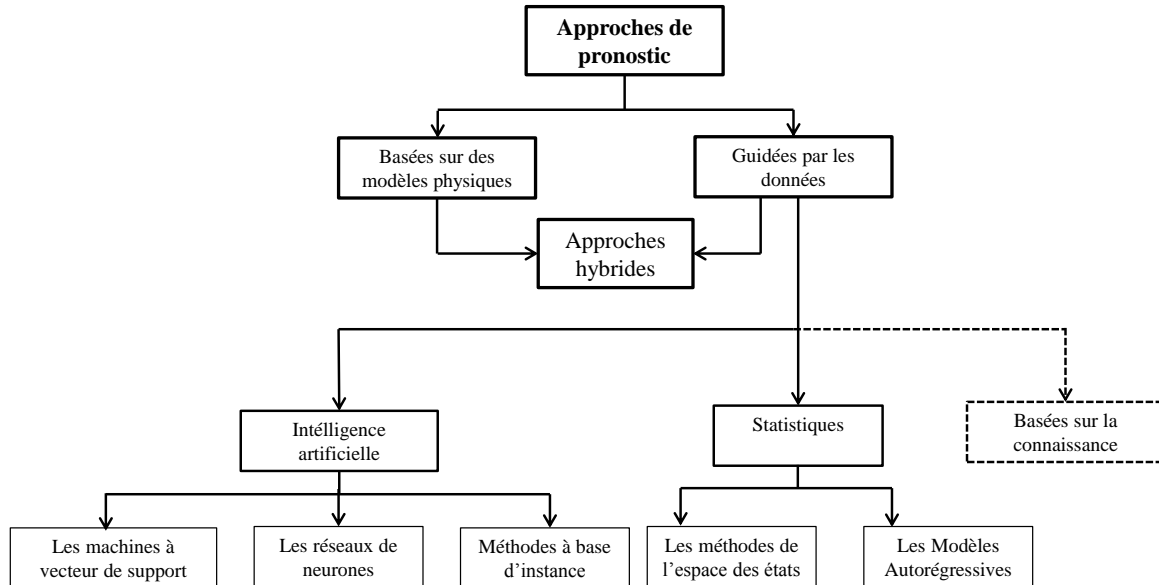 Approches de
pronostic
Basées sur des
modèles physiques
Guidées par les
données
Approches
hybrides
Intélligence
artificielle
Statistiques
Basées sur la
connaissance
Les machines à
vecteur de support
Les réseaux de
neurones
Méthodes à base
d’instance
Les méthodes de
l’espace des états
Les Modèles
Autorégressives